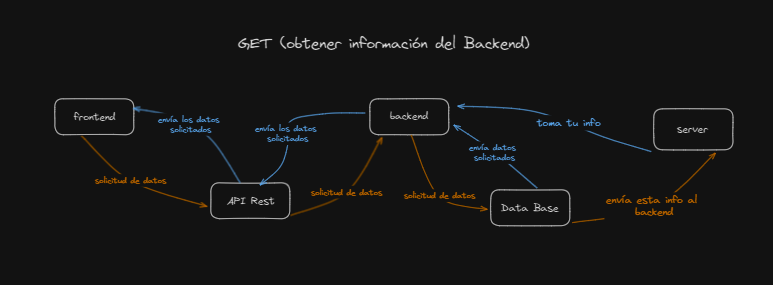 GET (obtener información del Backend)
frontend
envía los datos
solicitados
envía los datos
solicitados
backend
toma tu info
server
envía datos
solicitados
solicitud de datos
API Rest
solicitud de datos
solicitud de datos
Data Base
envía esta info al
backend